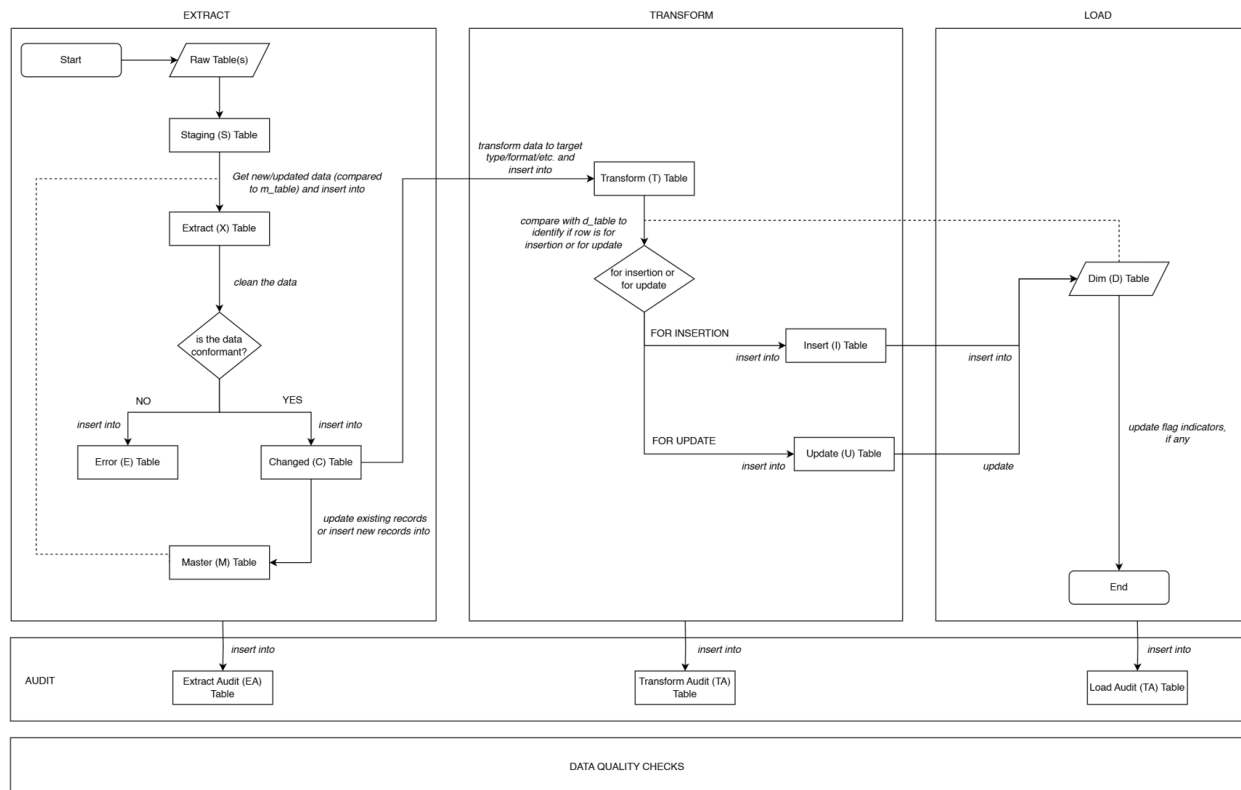 EXTRACT
Start
Raw Table(s)
Staging (S) Table
Get new/updated data (compared
to m_table) and insert into
Extract (X) Table
clean the data
is the data
conformant?
NO
YES
insert into
insert into
Error (E) Table
Changed (C) Table
update existing records
or insert new records into
Master (M) Table
TRANSFORM
transform data to target
type/format/etc. and
insert into
Transform (T) Table
compare with d_table to
identify if row is for
insertion or for update
for insertion or
for update
FOR INSERTION
insert into
Insert (I) Table
FOR UPDATE
insert into
Update (U) Table
LOAD
insert into
update
Dim (D) Table
update flag indicators,
if any
End
AUDIT
insert into
Extract Audit (EA)
Table
insert into
Transform Audit (TA)
Table
insert into
Load Audit (TA) Table
DATA QUALITY CHECKS